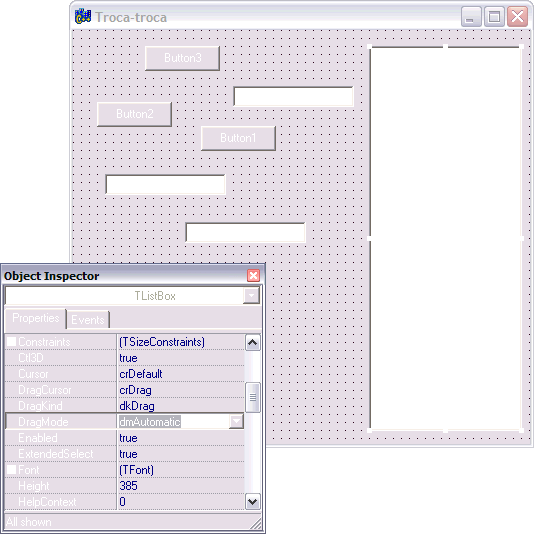 Troca-troca
Button3
Button2
Button1
Object Inspector
TListBox
Properties Events
Constraints (TSizeConstraints)
Ctl3D true
Cursor crDefault
DragCursor crDrag
DragKind dkDrag
DragMode dmAutomatic
Enabled true
ExtendedSelect true
Font (TFont)
Height 385
HelpContext 0
All shown